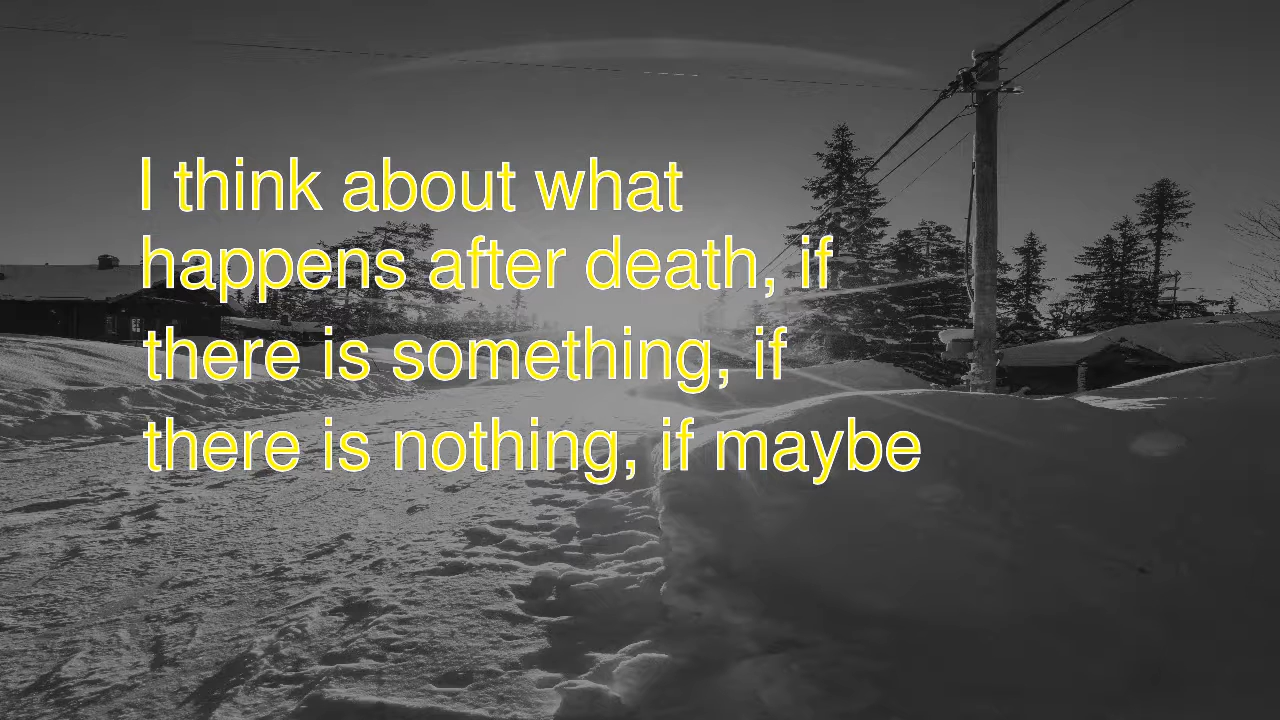 I think about what
happens after death, if
there is something, if
there is nothing, if maybe